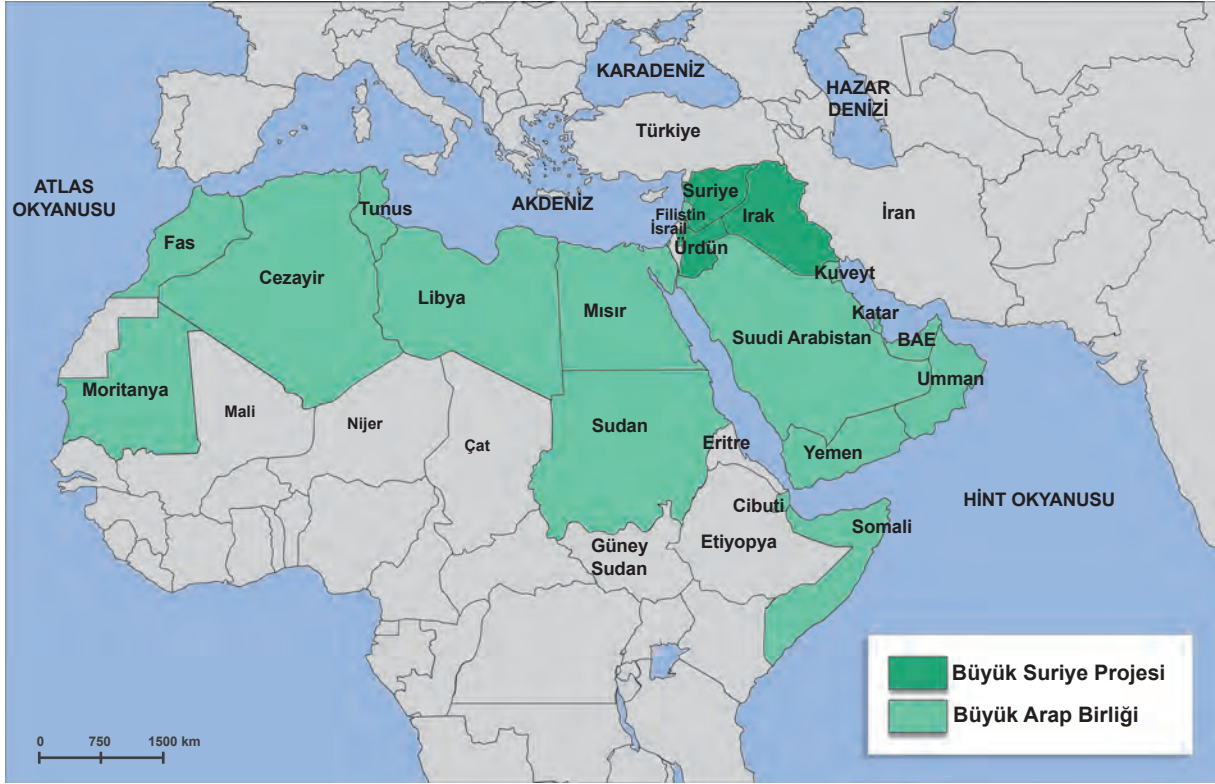 KARADENİZ
HAZAR
DENİZİ
Türkiye
ATLAS
OKYANUSU
AKDENİZ
Tunus
Suriye
Filistin
İsrail
Irak
İran
Ürdün
Fas
Cezayir
Libya
Mısır
Kuveyt
Katar
Suudi Arabistan
BAE
Umman
Moritanya
Mali
Nijer
Çat
Sudan
Eritre
Yemen
Cibuti
HİNT OKYANUSU
Somali
Etiyopya
Güney
Sudan
Büyük Suriye Projesi
Büyük Arap Birliği
0 750 1500 km